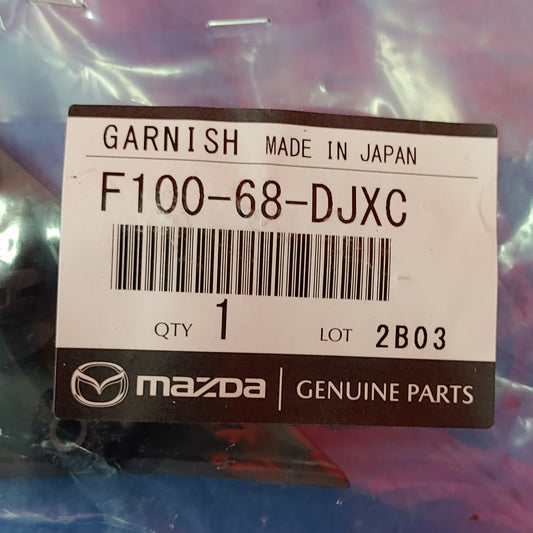 GARNISH MADE IN JAPAN
F100-68-DJXC
QTY 1 LOT 2B03
mazda GENUINE PARTS